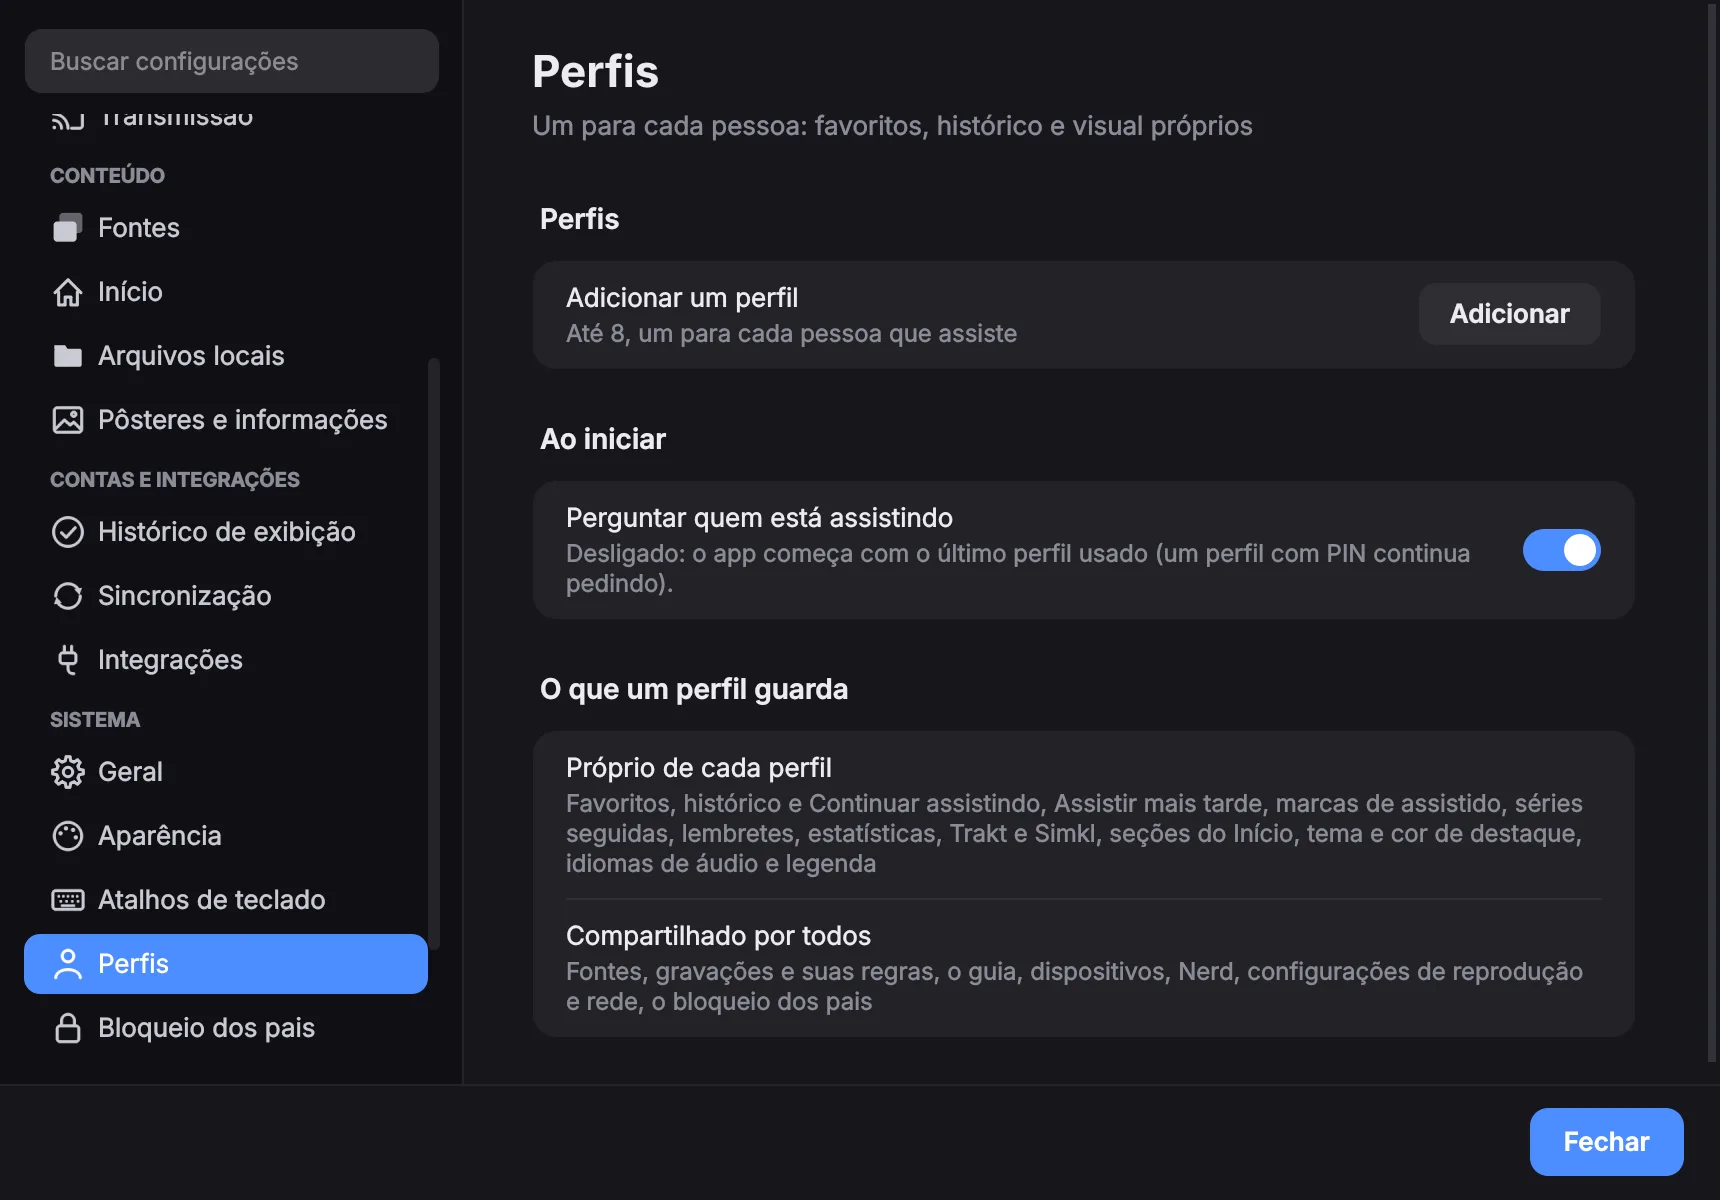 Buscar configurações
Transmissão
CONTEÚDO
Fontes
Início
Arquivos locais
Pôsteres e informações
CONTAS E INTEGRAÇÕES
Histórico de exibição
Sincronização
Integrações
SISTEMA
Geral
Aparência
Atalhos de teclado
Perfis
Bloqueio dos pais
Perfis
Um para cada pessoa: favoritos, histórico e visual próprios
Perfis
Adicionar um perfil
Até 8, um para cada pessoa que assiste
Adicionar
Ao iniciar
Perguntar quem está assistindo
Desligado: o app começa com o último perfil usado (um perfil com PIN continua
pedindo).
O que um perfil guarda
Próprio de cada perfil
Favoritos, histórico e Continuar assistindo, Assistir mais tarde, marcas de assistido, séries
seguidas, lembretes, estatísticas, Trakt e Simkl, seções do Início, tema e cor de destaque,
idiomas de áudio e legenda
Compartilhado por todos
Fontes, gravações e suas regras, o guia, dispositivos, Nerd, configurações de reprodução
e rede, o bloqueio dos pais
Fechar